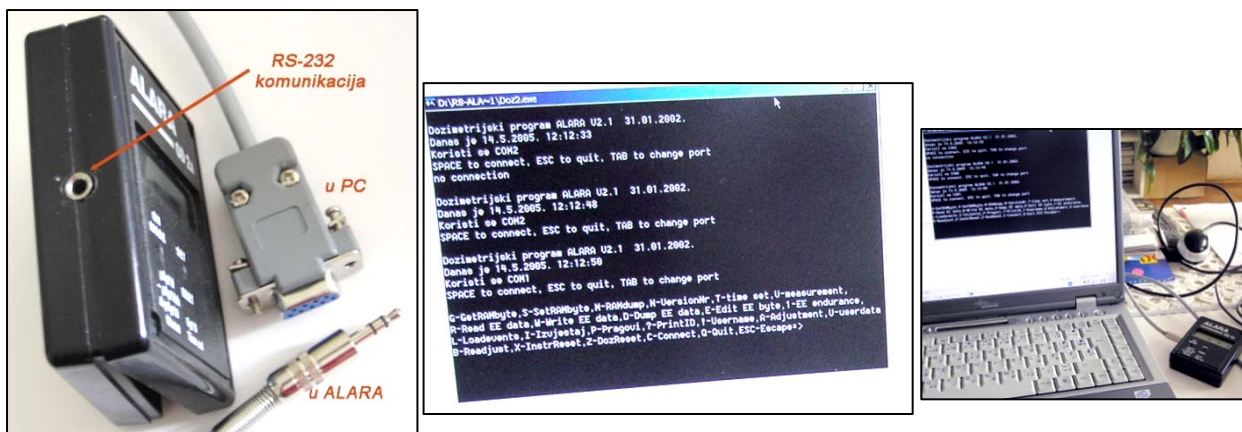 RS-232
komunikacija
ALARA
u PC
u ALARA
D:\RS-ALA~1\Doz2.exe
Dozimetrijski program ALARA V2.1 31.01.2002.
Danas je 14.5.2005. 12:12:33
Koristi se COM2
SPACE to connect, ESC to quit, TAB to change port
no connection
Dozimetrijski program ALARA V2.1 31.01.2002.
Danas je 14.5.2005. 12:12:48
Koristi se COM2
SPACE to connect, ESC to quit, TAB to change port
Dozimetrijski program ALARA V2.1 31.01.2002.
Danas je 14.5.2005. 12:12:50
Koristi se COM1
SPACE to connect, ESC to quit, TAB to change port
G-GetRAMbyte,S-SetRAMbyte,M-RAMdump,N-VersionNr,T-time set,V-measurement,
R-Read EE data,W-Write EE data,D-Dump EE data,E-Edit EE byte,1-EE endurance,
L-Loadevents,I-Izvjestaj,P-Pragovi,?-PrintID,!-Username,A-Adjustment,U-userdata
B-Readjust,X-InstrReset,Z-DozReset,C-Connect,Q-Quit,ESC-Escape=>
ALARA